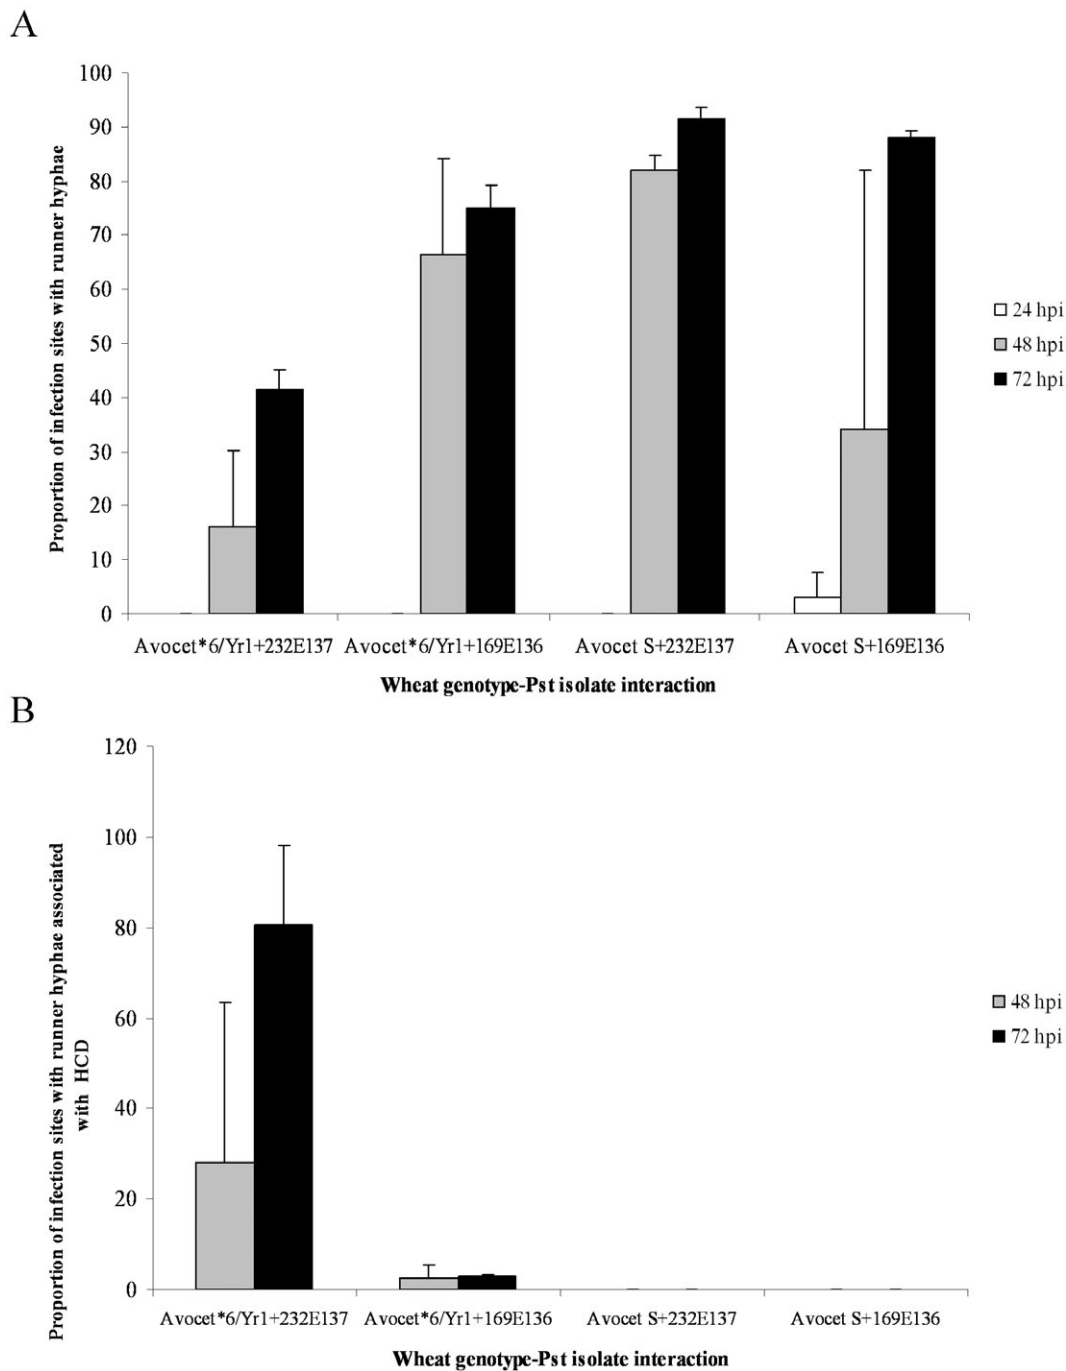 A
Proportion of infection sites with runner hyphae
100
90
80
70
60
50
40
30
20
10
0
24 hpi
48 hpi
72 hpi
Avocet*6/Yr1+232E137 Avocet*6/Yr1+169E136 Avocet S+232E137 Avocet S+169E136
Wheat genotype-Pst isolate interaction
B
Proportion of infection sites with runner hyphae associated
with HCD
120
100
80
60
40
20
0
48 hpi
72 hpi
Avocet*6/Yr1+232E137 Avocet*6/Yr1+169E136 Avocet S+232E137 Avocet S+169E136
Wheat genotype-Pst isolate interaction